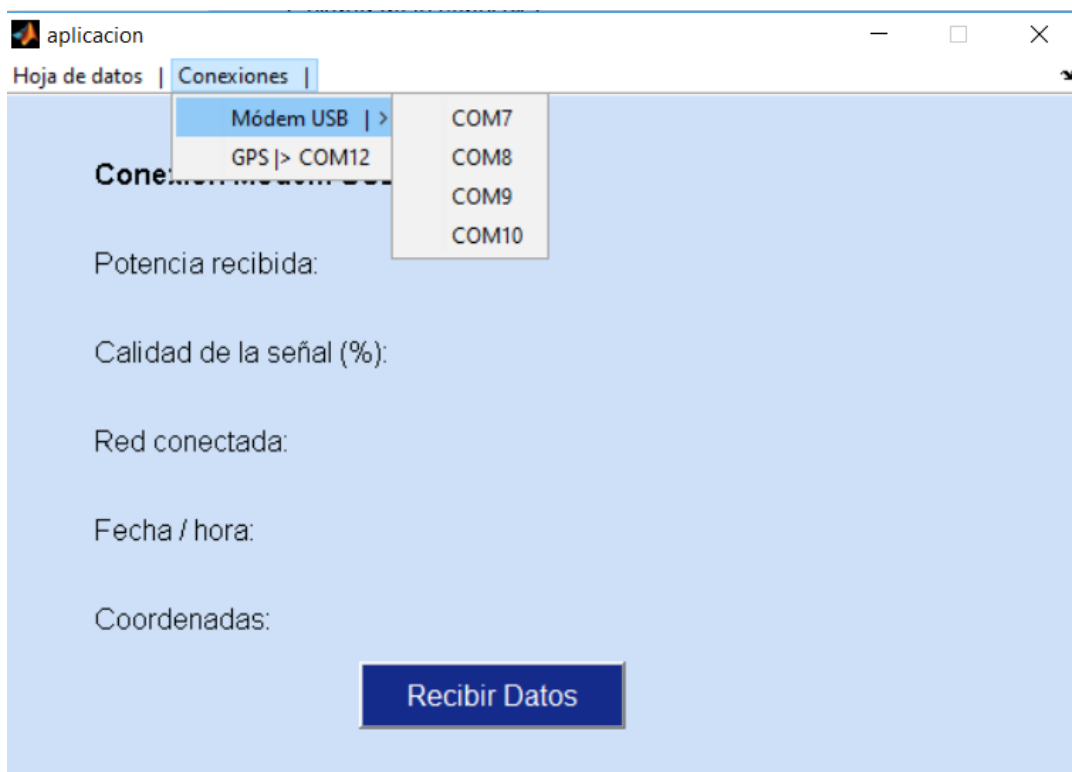 aplicacion
Hoja de datos | Conexiones |
Módem USB | >
GPS |> COM12
COM7
COM8
COM9
COM10
Potencia recibida:
Calidad de la señal (%):
Red conectada:
Fecha / hora:
Coordenadas:
Recibir Datos